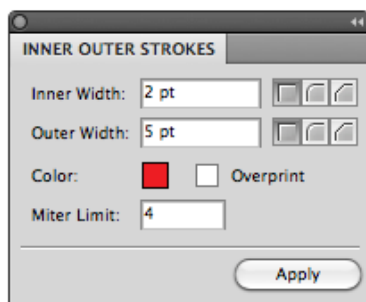 INNER OUTER STROKES
Inner Width: 2 pt
Outer Width: 5 pt
Color: Overprint
Miter Limit: 4
Apply